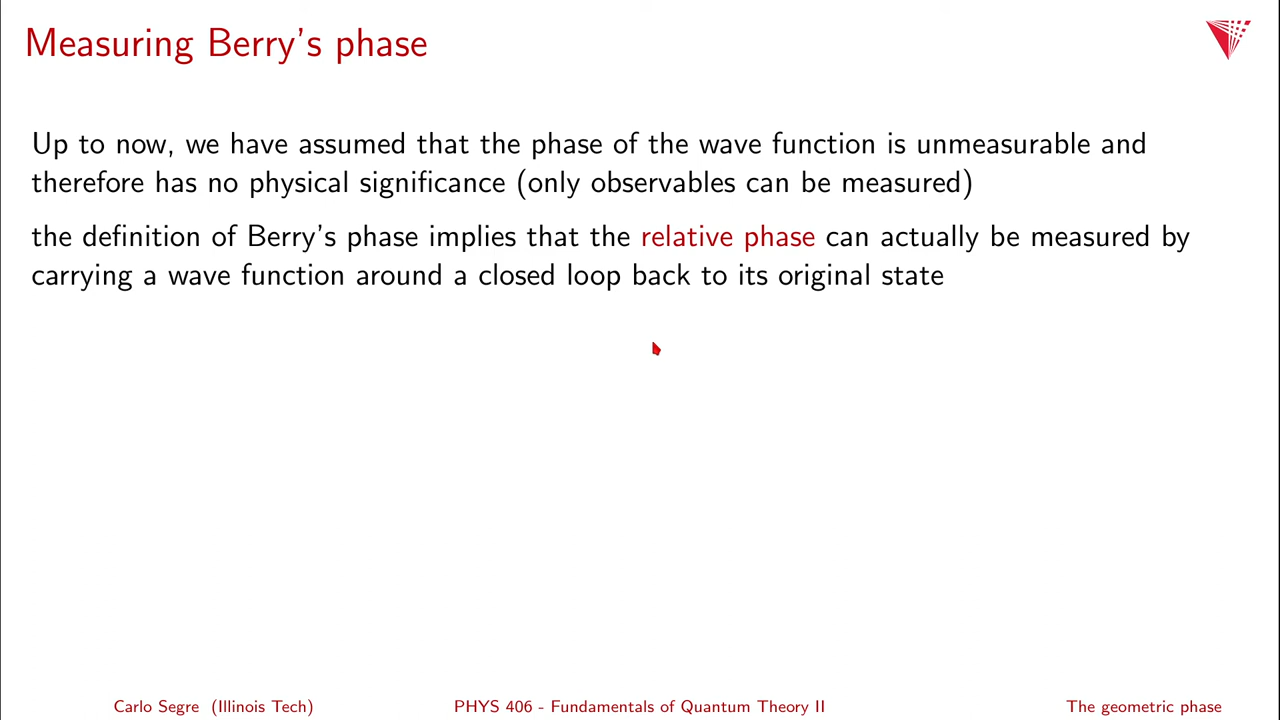 Measuring Berry's phase
Up to now, we have assumed that the phase of the wave function is unmeasurable and
therefore has no physical significance (only observables can be measured)
the definition of Berry's phase implies that the relative phase can actually be measured by
carrying a wave function around a closed loop back to its original state
Carlo Segre (Illinois Tech) PHYS 406 - Fundamentals of Quantum Theory II The geometric phase